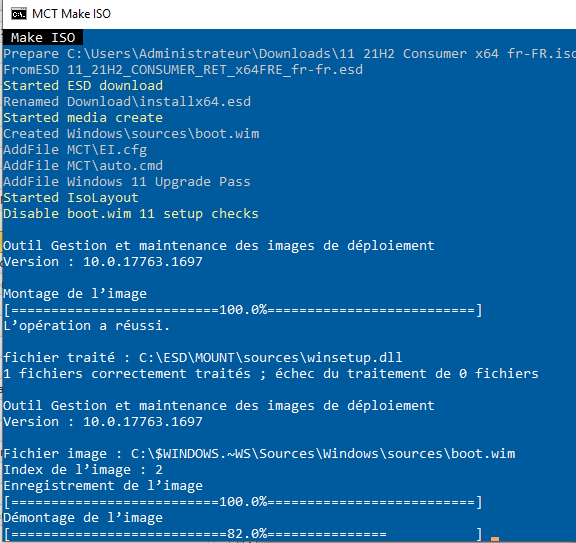 MCT Make ISO
Make ISO
Prepare C:\Users\Administrateur\Downloads\11 21H2 Consumer x64 fr-FR.iso
FromESD 11_21H2_CONSUMER_RET_x64FRE_fr-fr.esd
Started ESD download
Renamed Download\installx64.esd
Started media create
Created Windows\sources\boot.wim
AddFile MCT\EI.cfg
AddFile MCT\auto.cmd
AddFile Windows 11 Upgrade Pass
Started IsoLayout
Disable boot.wim 11 setup checks
Outil Gestion et maintenance des images de déploiement
Version : 10.0.17763.1697
Montage de l’image
[==========================100.0%==========================]
L’opération a réussi.
fichier traité : C:\ESD\MOUNT\sources\winsetup.dll
1 fichiers correctement traités ; échec du traitement de 0 fichiers
Outil Gestion et maintenance des images de déploiement
Version : 10.0.17763.1697
Fichier image : C:\$WINDOWS.~WS\Sources\Windows\sources\boot.wim
Index de l’image : 2
Enregistrement de l’image
[==========================100.0%==========================]
Démontage de l’image
[===========================82.0%===============           ]